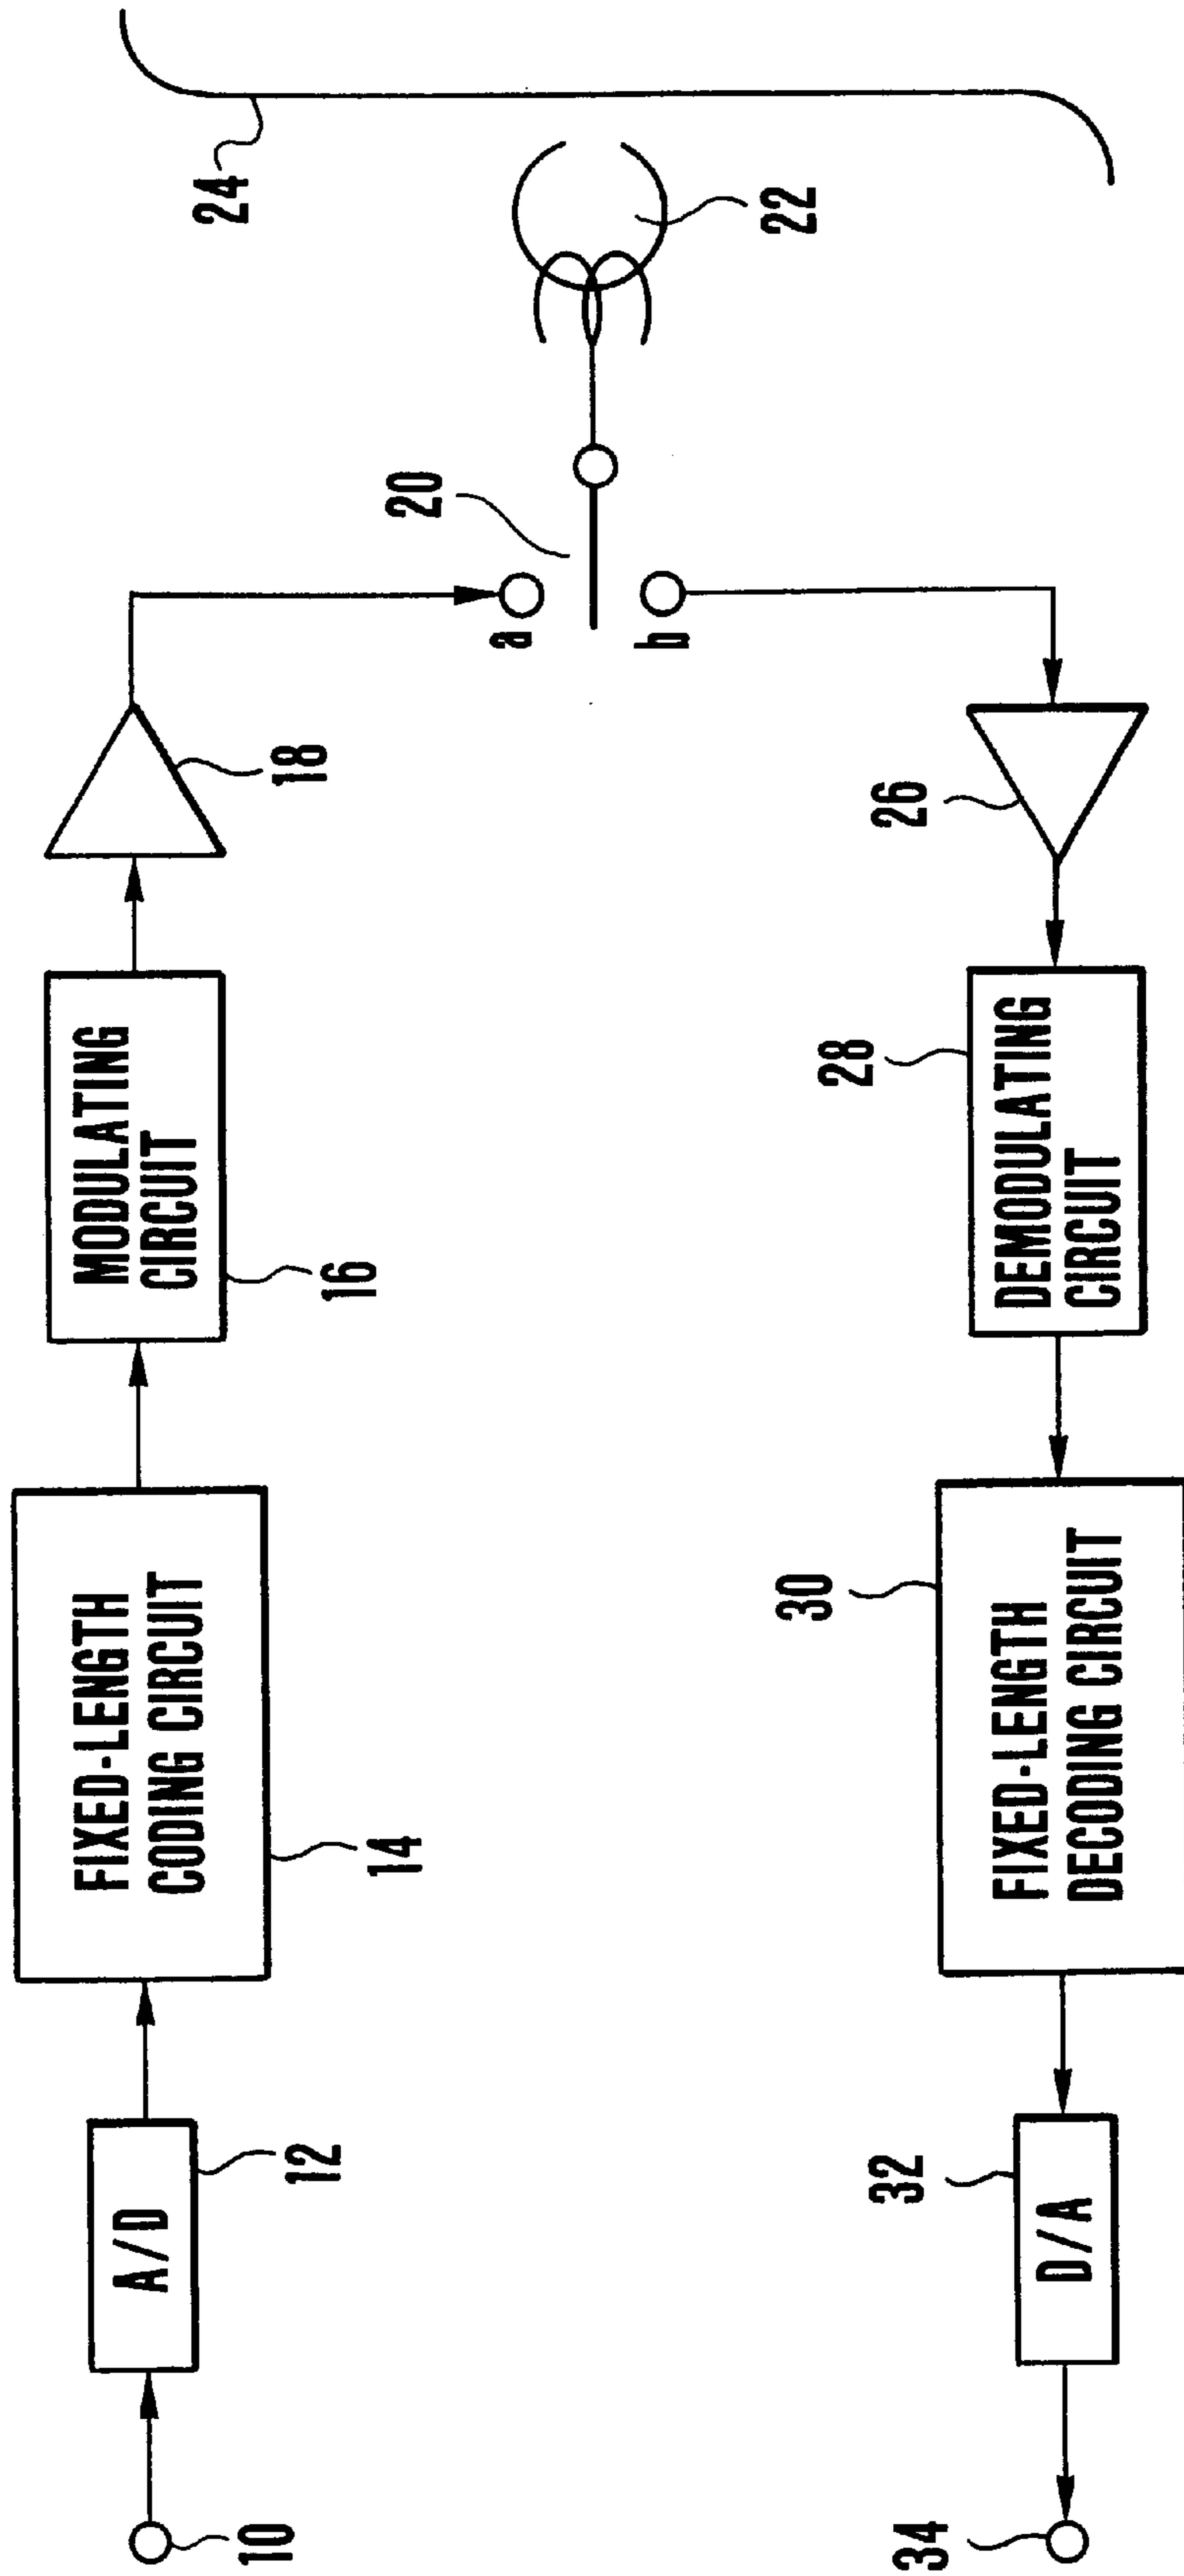 10
A/D
12
FIXED-LENGTH
CODING CIRCUIT
14
MODULATING
CIRCUIT
16
18
a
20
b
22
24
26
DEMODULATING
CIRCUIT
28
FIXED-LENGTH
DECODING CIRCUIT
30
D/A
32
34